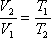 V₂/V₁ = T₁/T₂